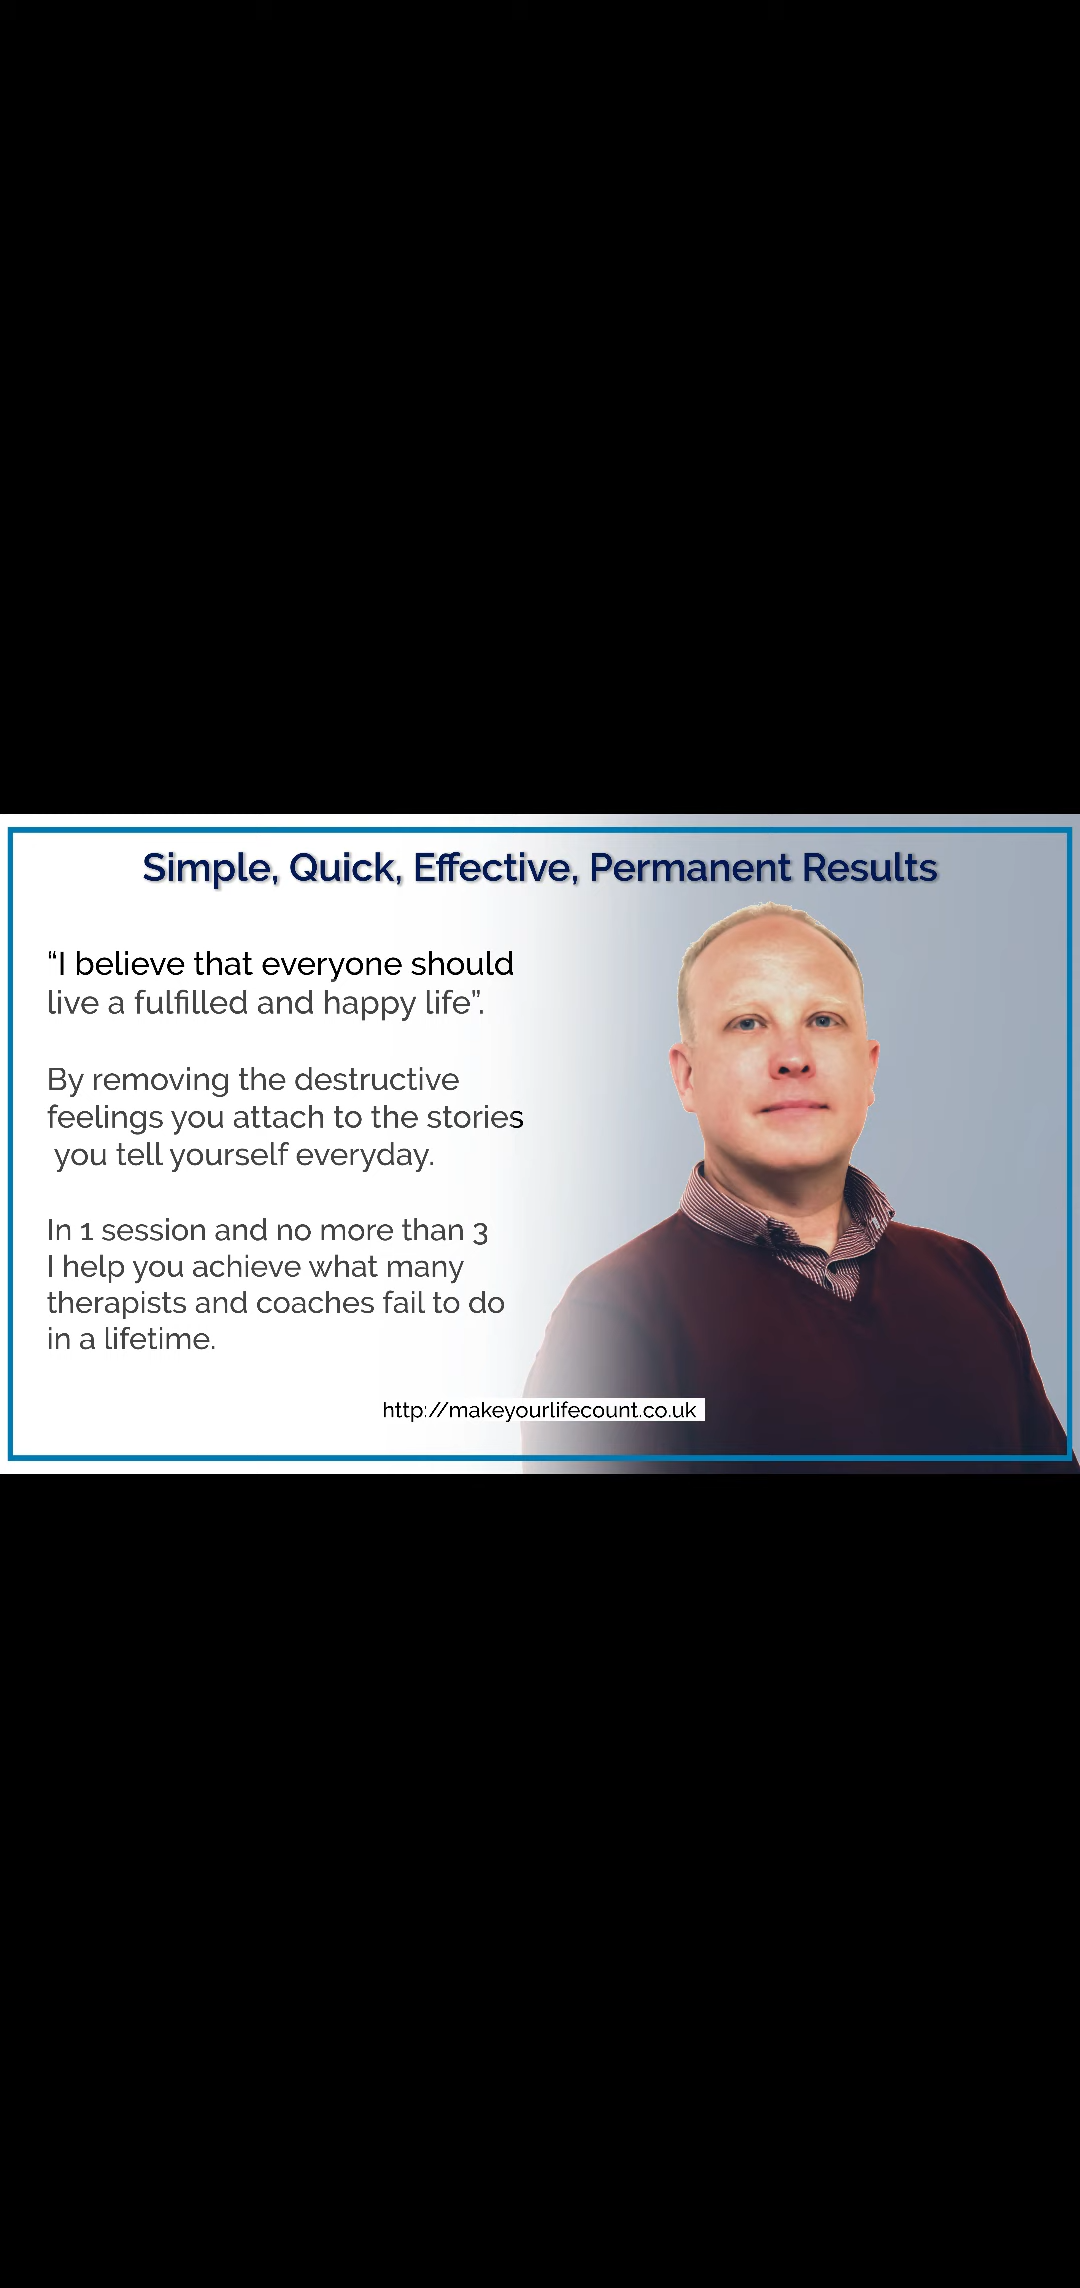 Simple, Quick, Effective, Permanent Results
“I believe that everyone should
live a fulfilled and happy life”.
By removing the destructive
feelings you attach to the stories
you tell yourself everyday.
In 1 session and no more than 3
I help you achieve what many
therapists and coaches fail to do
in a lifetime.
http://makeyourlifecount.co.uk